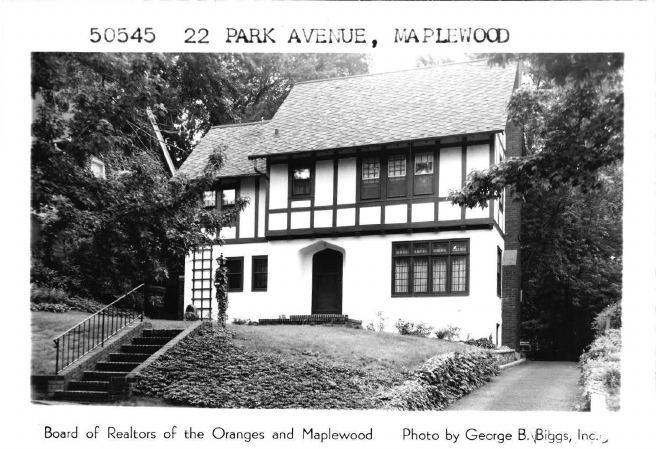 50545 22 PARK AVENUE, MAPLEWOOD
Board of Realtors of the Oranges and Maplewood Photo by George B. Biggs, Inc.